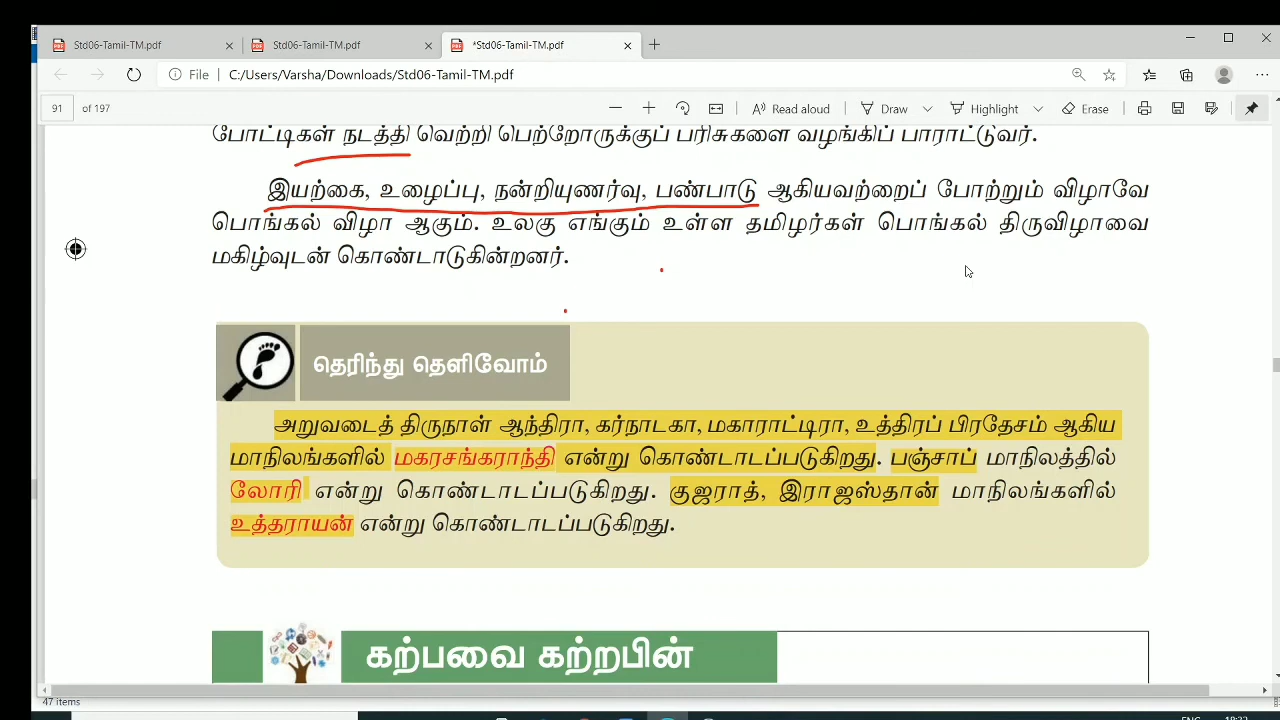 Std06-Tamil-TM.pdf
Std06-Tamil-TM.pdf
*Std06-Tamil-TM.pdf
File
C:/Users/Varsha/Downloads/Std06-Tamil-TM.pdf
91 of 197
Read aloud
Draw
Highlight
Erase
போட்டிகள் நடத்தி வெற்றி பெற்றோருக்குப் பரிசுகளை வழங்கிப் பாராட்டுவர்.
இயற்கை, உழைப்பு, நன்றியுணர்வு, பண்பாடு ஆகியவற்றைப் போற்றும் விழாவே
பொங்கல் விழா ஆகும். உலகு எங்கும் உள்ள தமிழர்கள் பொங்கல் திருவிழாவை
மகிழ்வுடன் கொண்டாடுகின்றனர்.
தெரிந்து தெளிவோம்
அறுவடைத் திருநாள் ஆந்திரா, கர்நாடகா, மகாராட்டிரா, உத்திரப் பிரதேசம் ஆகிய
மாநிலங்களில் மகரசங்கராந்தி என்று கொண்டாடப்படுகிறது. பஞ்சாப் மாநிலத்தில்
லோரி என்று கொண்டாடப்படுகிறது. குஜராத், இராஜஸ்தான் மாநிலங்களில்
உத்தராயன் என்று கொண்டாடப்படுகிறது.
கற்பவை கற்றபின்
47 items